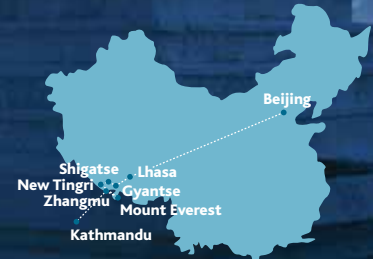 Beijing
Shigatse
Lhasa
New Tingri
Gyantse
Zhangmu
Mount Everest
Kathmandu